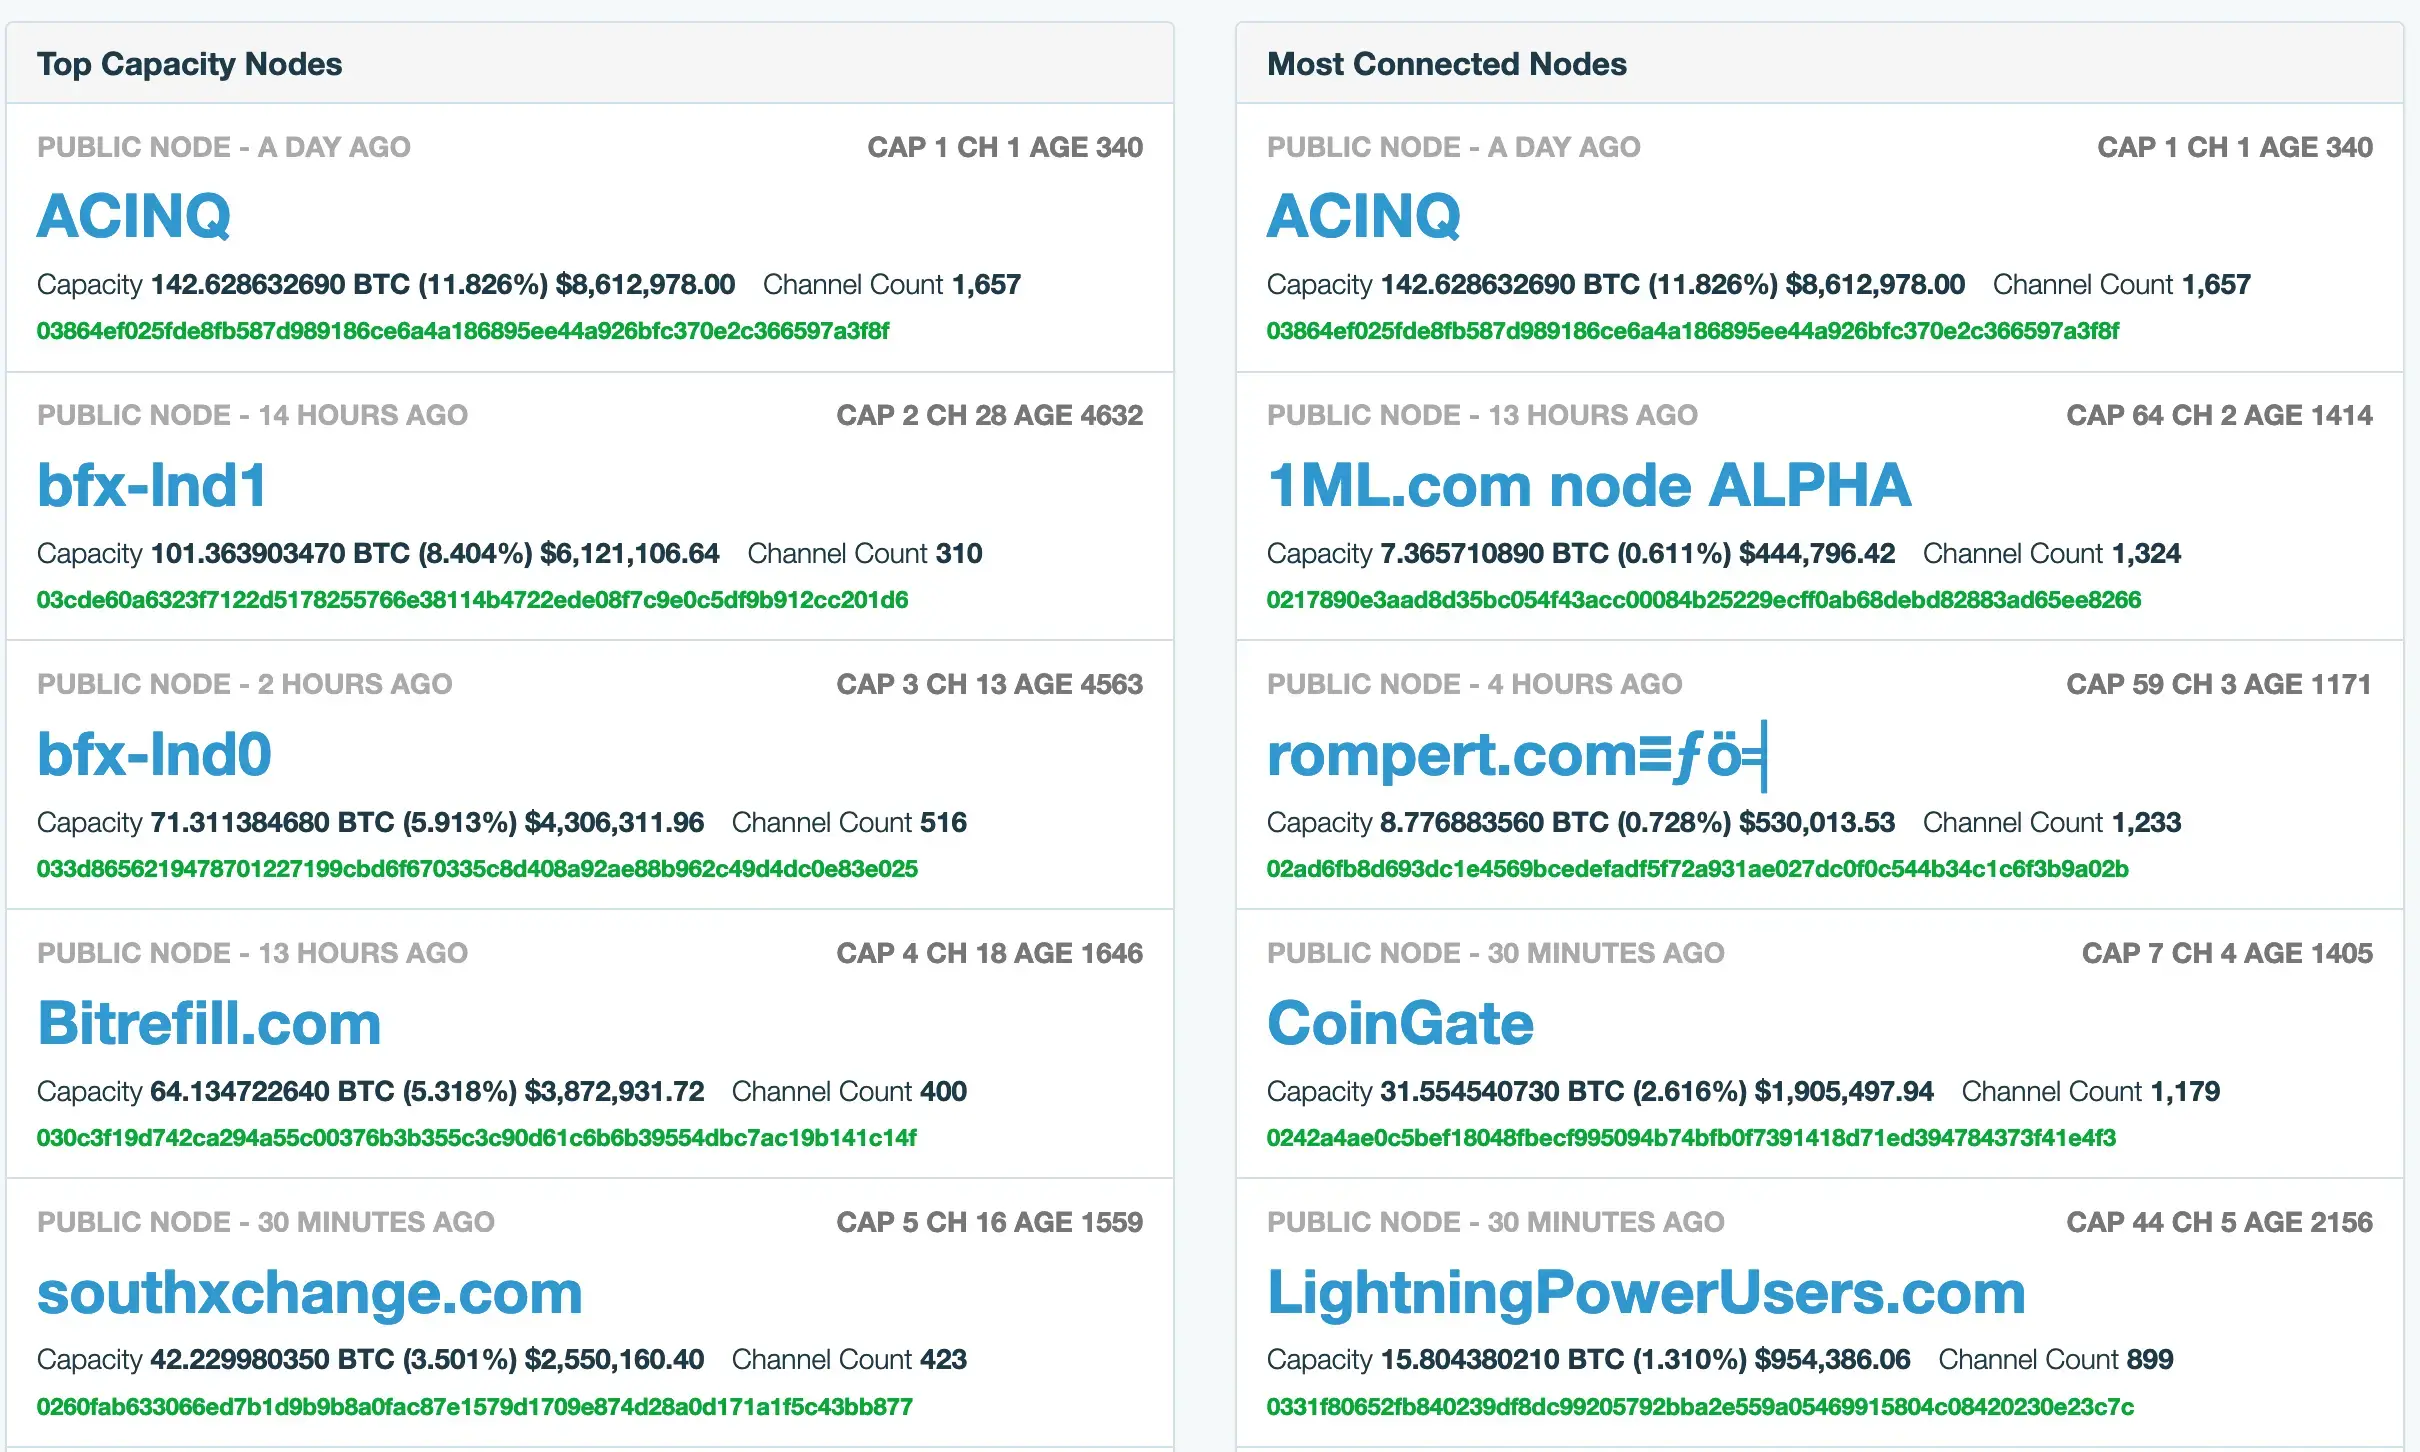 Top Capacity Nodes
PUBLIC NODE - A DAY AGO CAP 1 CH 1 AGE 340
ACINQ
Capacity 142.628632690 BTC (11.826%) $8,612,978.00 Channel Count 1,657
03864ef025fde8fb587d989186ce6a4a186895ee44a926bfc370e2c366597a3f8f
PUBLIC NODE - 14 HOURS AGO CAP 2 CH 28 AGE 4632
bfx-lnd1
Capacity 101.363903470 BTC (8.404%) $6,121,106.64 Channel Count 310
03cde60a6323f7122d5178255766e38114b4722ede08f7c9e0c5df9b912cc201d6
PUBLIC NODE - 2 HOURS AGO CAP 3 CH 13 AGE 4563
bfx-lnd0
Capacity 71.311384680 BTC (5.913%) $4,306,311.96 Channel Count 516
033d8656219478701227199cbd6f670335c8d408a92ae88b962c49d4dc0e83e025
PUBLIC NODE - 13 HOURS AGO CAP 4 CH 18 AGE 1646
Bitrefill.com
Capacity 64.134722640 BTC (5.318%) $3,872,931.72 Channel Count 400
030c3f19d742ca294a55c00376b3b355c3c90d61c6b6b39554dbc7ac19b141c14f
PUBLIC NODE - 30 MINUTES AGO CAP 5 CH 16 AGE 1559
southxchange.com
Capacity 42.229980350 BTC (3.501%) $2,550,160.40 Channel Count 423
0260fab633066ed7b1d9b9b8a0fac87e1579d1709e874d28a0d171a1f5c43bb877
Most Connected Nodes
PUBLIC NODE - A DAY AGO CAP 1 CH 1 AGE 340
ACINQ
Capacity 142.628632690 BTC (11.826%) $8,612,978.00 Channel Count 1,657
03864ef025fde8fb587d989186ce6a4a186895ee44a926bfc370e2c366597a3f8f
PUBLIC NODE - 13 HOURS AGO CAP 64 CH 2 AGE 1414
1ML.com node ALPHA
Capacity 7.365710890 BTC (0.611%) $444,796.42 Channel Count 1,324
0217890e3aad8d35bc054f43acc00084b25229ecff0ab68debd82883ad65ee8266
PUBLIC NODE - 4 HOURS AGO CAP 59 CH 3 AGE 1171
rompert.com≡ƒö╡
Capacity 8.776883560 BTC (0.728%) $530,013.53 Channel Count 1,233
02ad6fb8d693dc1e4569bcedefadf5f72a931ae027dc0f0c544b34c1c6f3b9a02b
PUBLIC NODE - 30 MINUTES AGO CAP 7 CH 4 AGE 1405
CoinGate
Capacity 31.554540730 BTC (2.616%) $1,905,497.94 Channel Count 1,179
0242a4ae0c5bef18048fbecf995094b74bfb0f7391418d71ed394784373f41e4f3
PUBLIC NODE - 30 MINUTES AGO CAP 44 CH 5 AGE 2156
LightningPowerUsers.com
Capacity 15.804380210 BTC (1.310%) $954,386.06 Channel Count 899
0331f80652fb840239df8dc99205792bba2e559a05469915804c08420230e23c7c